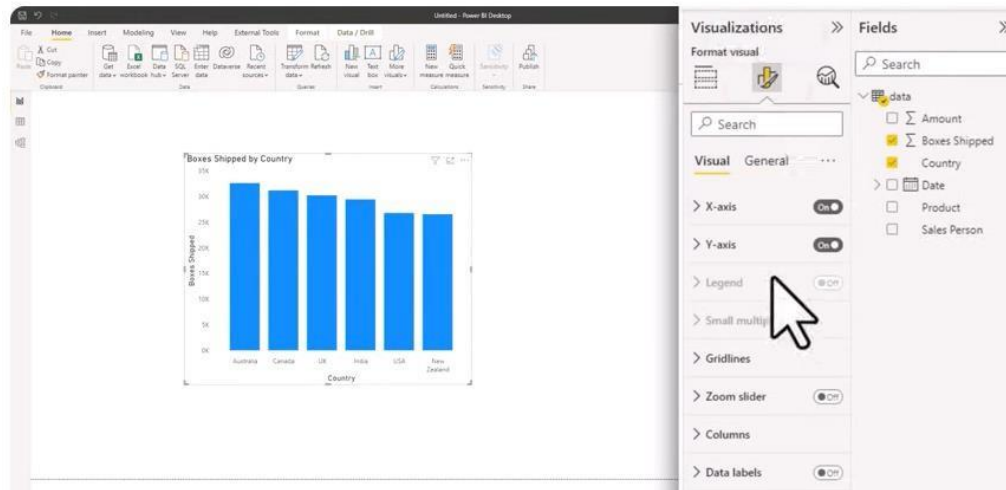 Untitled - Power BI Desktop
File Home Insert Modeling View Help External Tools Format Data / Drill
Paste
Cut
Copy
Format painter
Get data
Excel workbook
Data hub
SQL Server
Enter data
Dataverse
Recent sources
Transform data
Refresh
New visual
Text box
More visuals
New measure
Quick measure
Sensitivity
Publish
Clipboard Data Queries Insert Calculations Sensitivity Share
Boxes Shipped by Country
35K
30K
25K
20K
15K
10K
5K
0K
Boxes Shipped
Australia Canada UK India USA New Zealand
Country
Visualizations
Format visual
Search
Visual General
X-axis On
Y-axis On
Legend Off
Small multip
Gridlines
Zoom slider Off
Columns
Data labels Off
Fields
Search
data
Amount
Boxes Shipped
Country
Date
Product
Sales Person